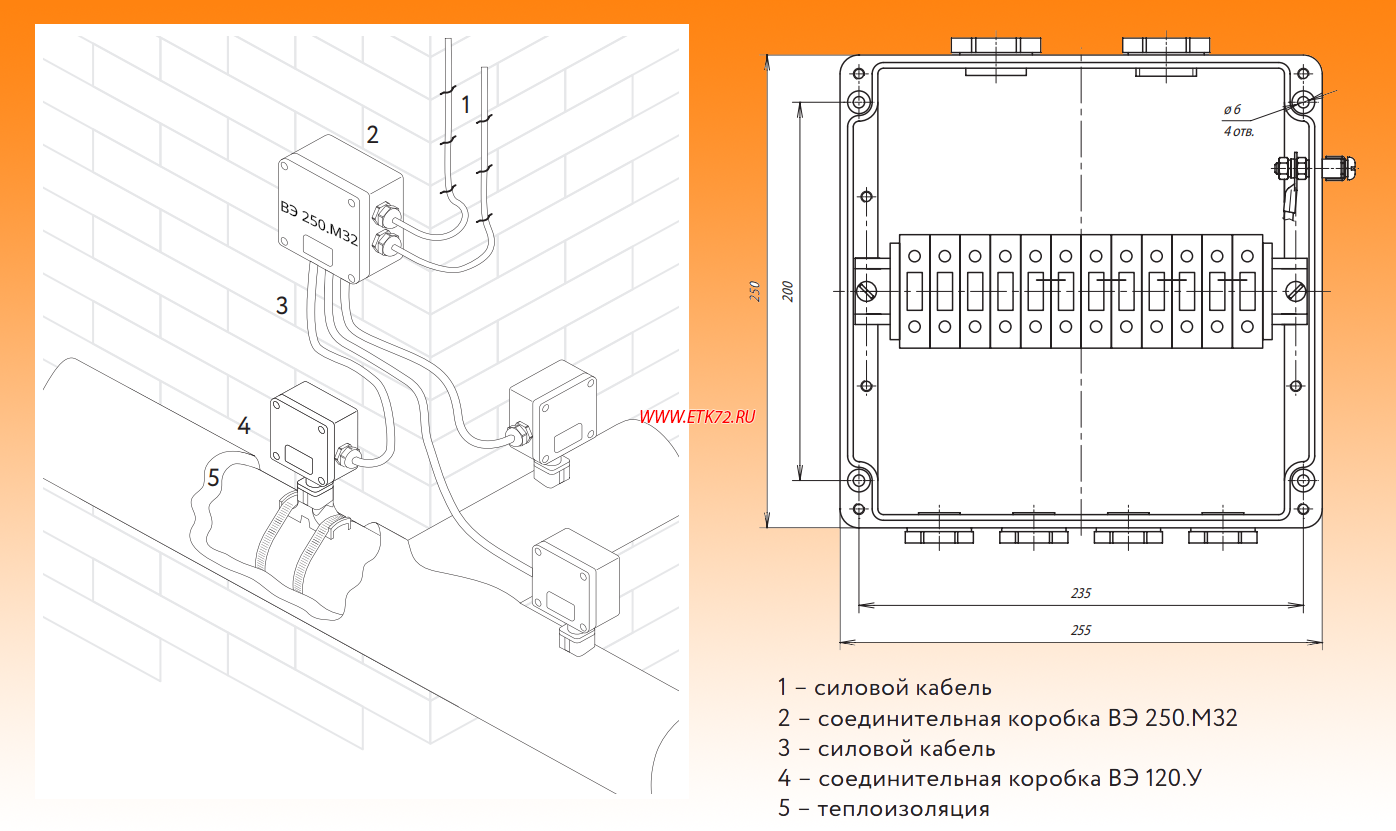 1
2
ВЭ 250.М32
3
4
5
WWW.ETK72.RU
ø 6
4 отв.
250
200
235
255
1 – силовой кабель
2 – соединительная коробка ВЭ 250.М32
3 – силовой кабель
4 – соединительная коробка ВЭ 120.У
5 – теплоизоляция